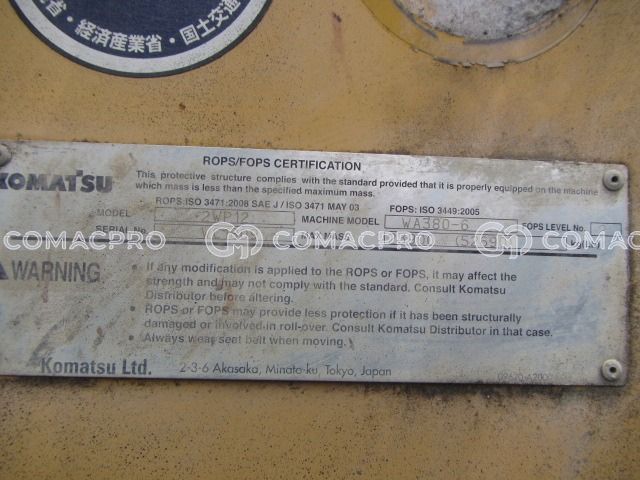 省・経済産業省・国土交通
ROPS/FOPS CERTIFICATION
KOMATSU
This protective structure complies with the standard provided that it is properly equipped on the machine
which mass is less than the specified maximum mass.
ROPS: ISO 3471:2008 SAE J / ISO 3471 MAY 03 FOPS: ISO 3449:2005
MODEL 2WP12 MACHINE MODEL WA380-6 FOPS LEVEL No.
SERIAL No. MAX MASS
COMACPRO COMACPRO COMACPRO
WARNING
• If any modification is applied to the ROPS or FOPS, it may affect the
strength and may not comply with the standard. Consult Komatsu
Distributor before altering.
• ROPS or FOPS may provide less protection if it has been structurally
damaged or involved in roll-over. Consult Komatsu Distributor in that case.
• Always wear seat belt when moving.
Komatsu Ltd. 2-3-6 Akasaka, Minato-ku, Tokyo, Japan